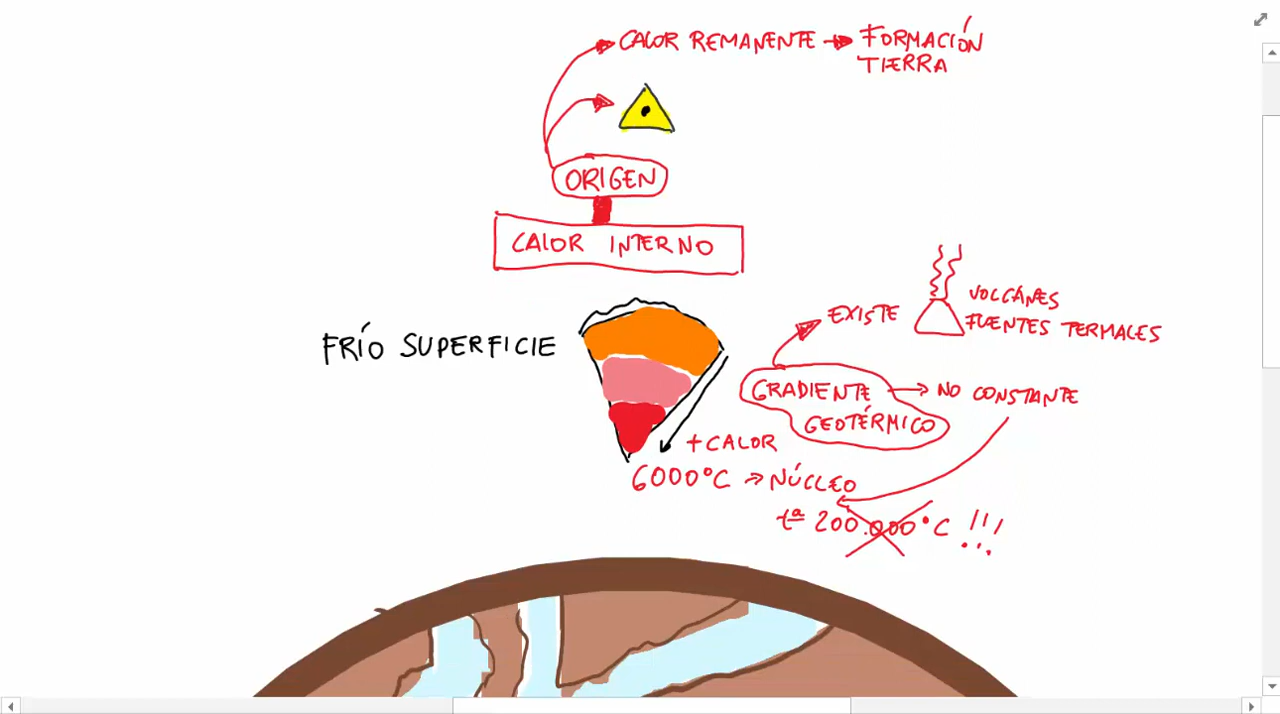 CALOR REMANENTE → FORMACIÓN
TIERRA
ORIGEN
CALOR INTERNO
FRÍO SUPERFICIE
EXISTE
VOLCÁNES
FUENTES TERMALES
GRADIENTE → NO CONSTANTE
GEOTÉRMICO
+ CALOR
6000°C → NÚCLEO
tª 200.000°C !!!